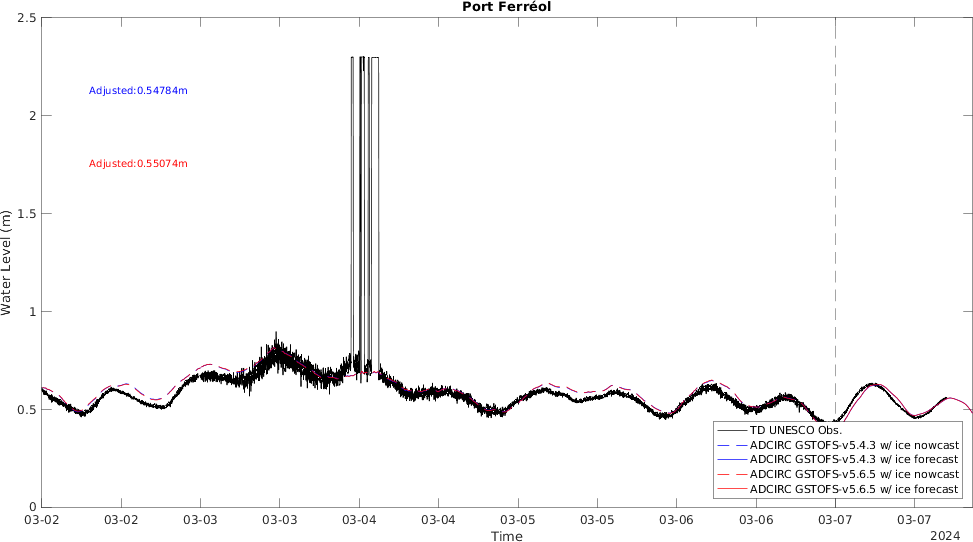 Port Ferréol
2.5
2
1.5
1
0.5
0
Water Level (m)
Adjusted:0.54784m
Adjusted:0.55074m
TD UNESCO Obs.
ADCIRC GSTOFS-v5.4.3 w/ ice nowcast
ADCIRC GSTOFS-v5.4.3 w/ ice forecast
ADCIRC GSTOFS-v5.6.5 w/ ice nowcast
ADCIRC GSTOFS-v5.6.5 w/ ice forecast
03-02 03-02 03-03 03-03 03-04 03-04 03-05 03-05 03-06 03-06 03-07 03-07
Time
2024